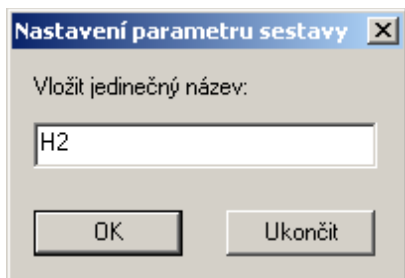 Nastavení parametru sestavy
Vložit jedinečný název:
H2
OK Ukončit